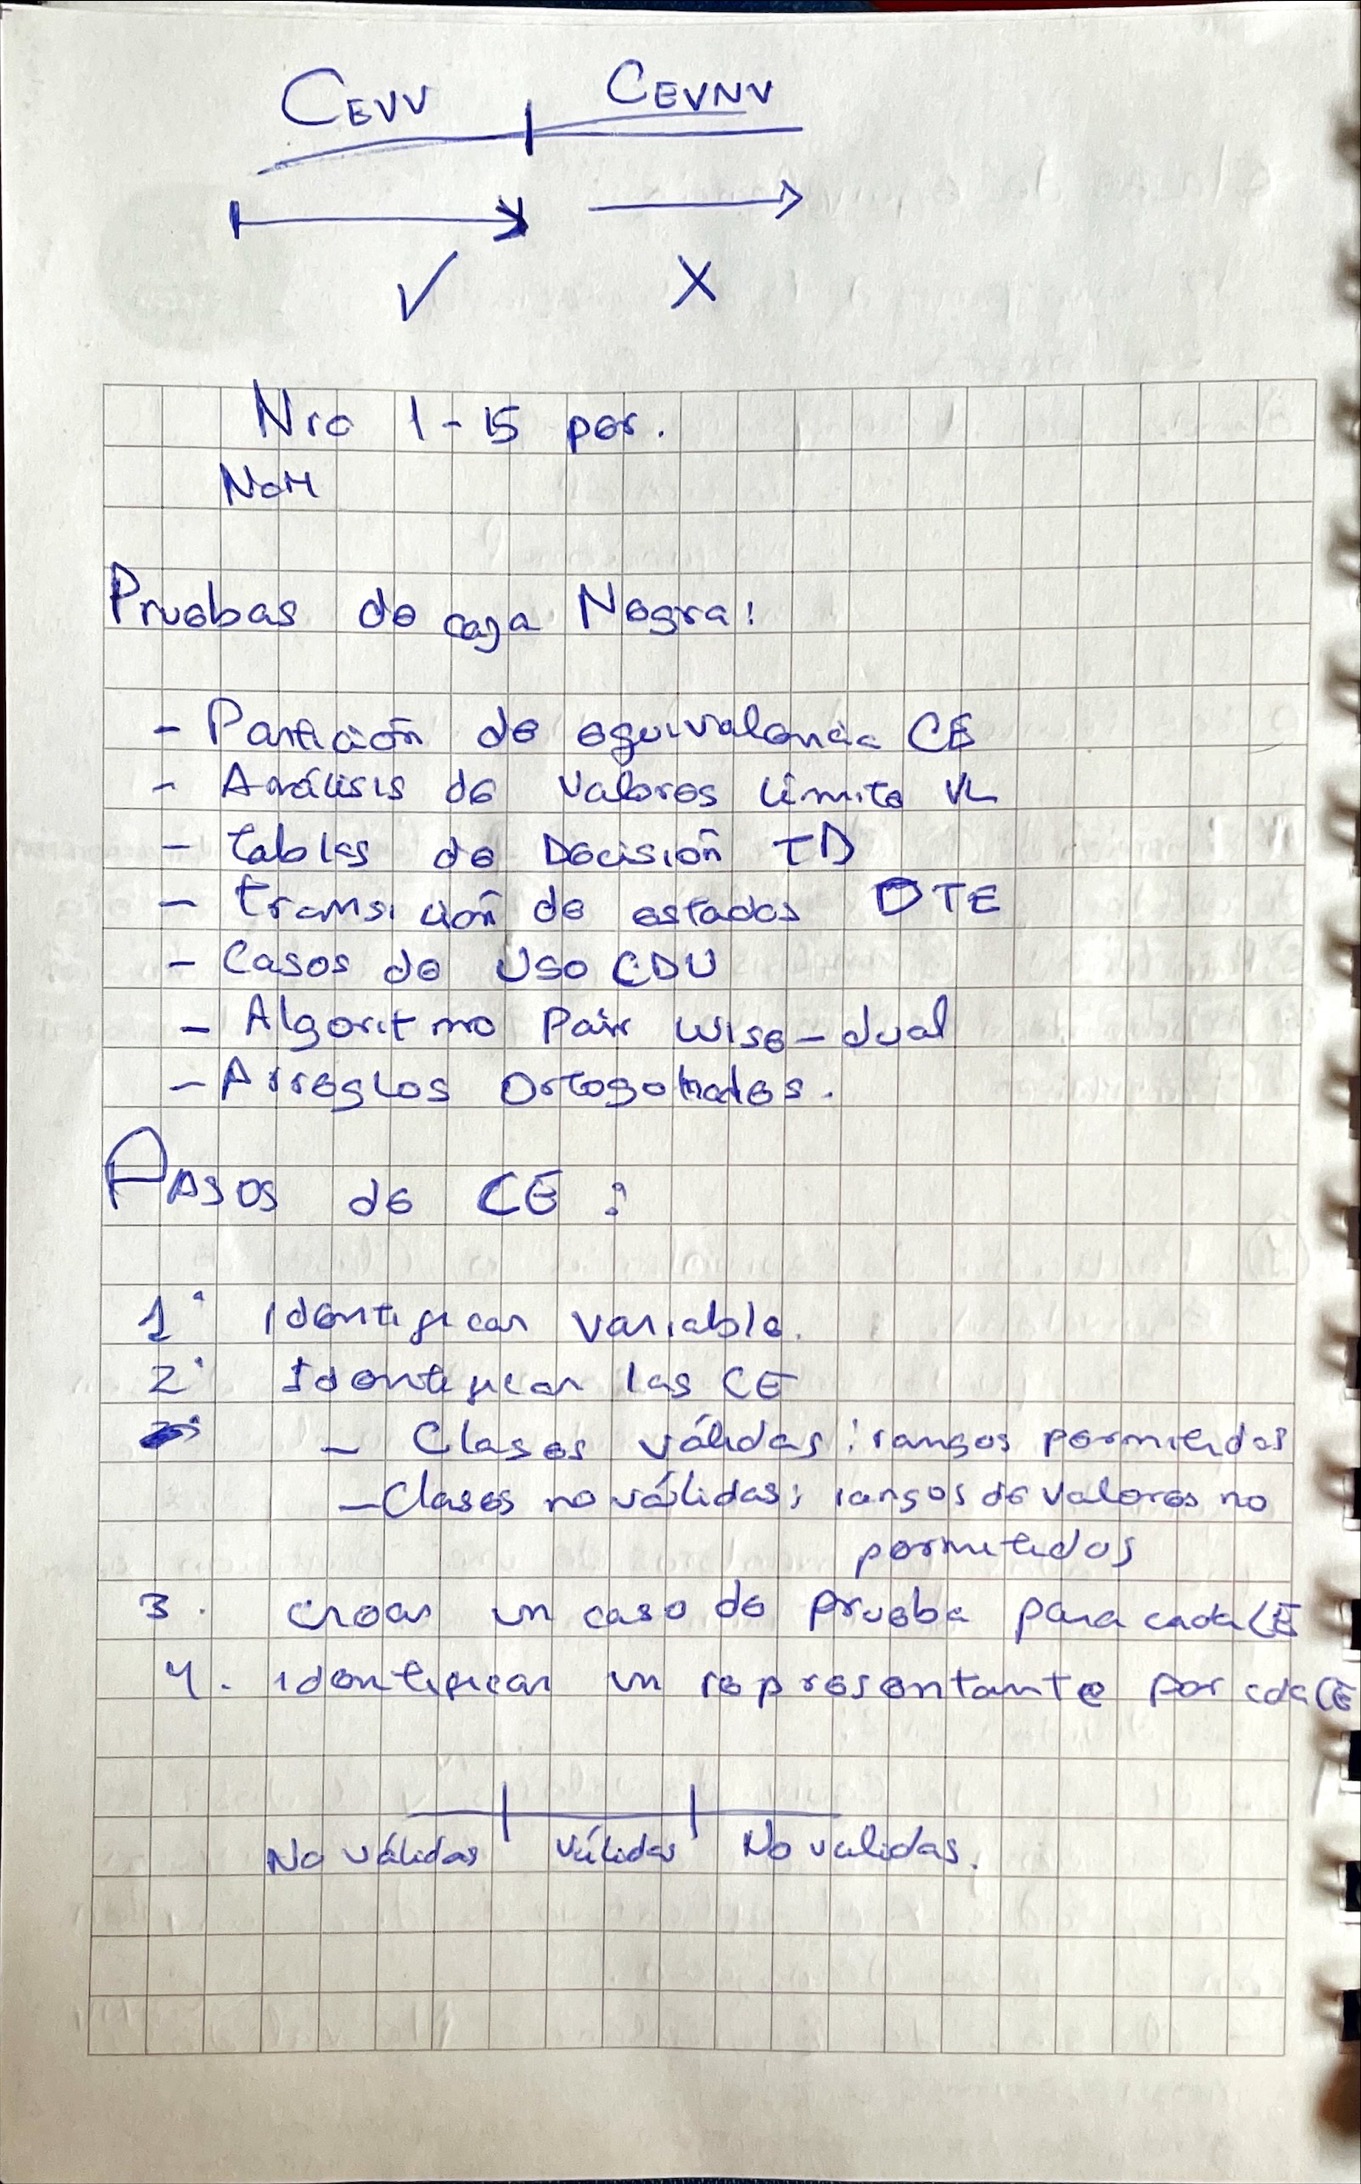 CEVV CEVNV
✓ X
Nro 1-15 per.
Nom
Pruebas de caja Negra:
- Partición de equivalencia CE
- Análisis de Valores límite VL
- tablas de Decisión TD
- transición de estados DTE
- Casos de Uso CDU
- Algoritmo Pair wise-dual
- Arreglos Ortogonales.
PASOS de CE:
1° Identificar variable.
2° Identificar las CE
- Clases válidas: rangos permitidos
- Clases no válidas: rangos de valores no
permitidos
3. crear un caso de prueba para cada CE
4. identificar un representante por cda CE
No válidas válidas No validas.